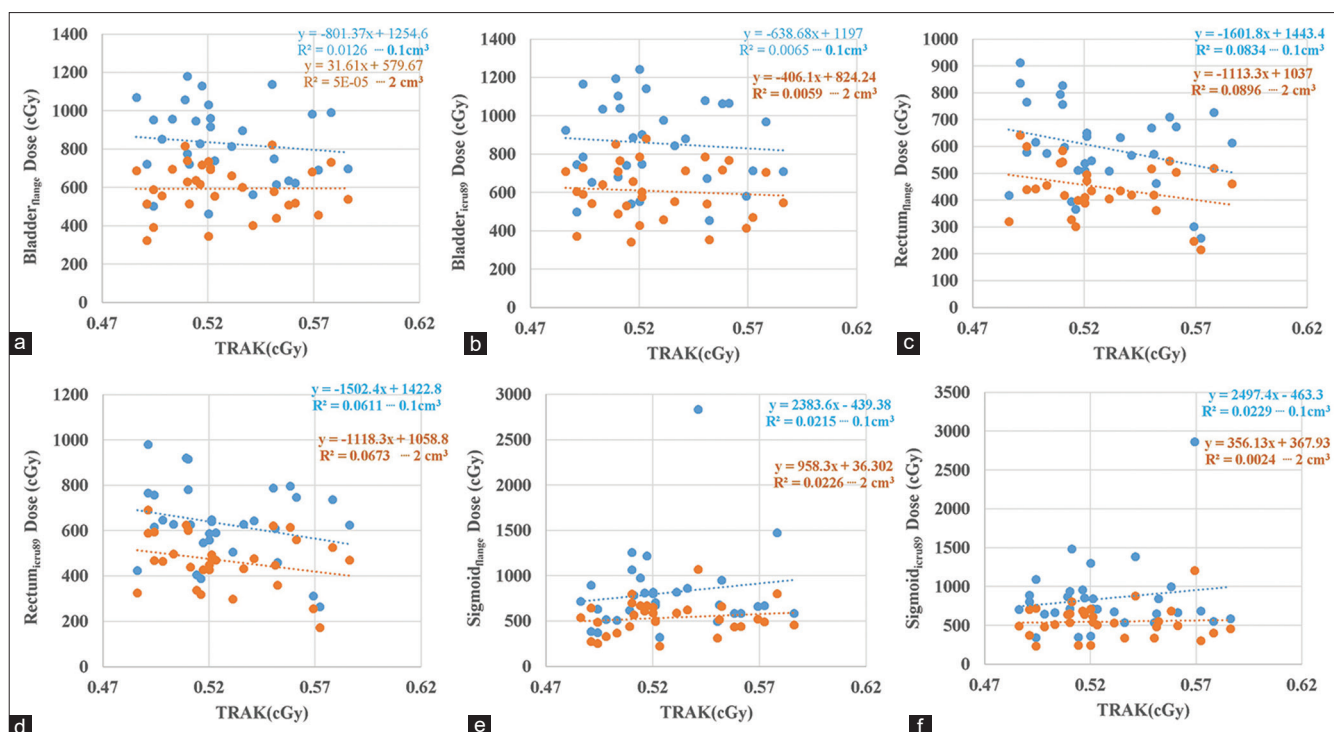 y = -801.37x + 1254.6
R² = 0.0126 ··· 0.1cm³
y = 31.61x + 579.67
R² = 5E-05 ··· 2 cm³
1400
1200
1000
800
600
400
200
0
0.47 0.52 0.57 0.62
Bladderflange Dose (cGy)
TRAK(cGy)
a
y = -638.68x + 1197
R² = 0.0065 ··· 0.1cm³
y = -406.1x + 824.24
R² = 0.0059 ··· 2 cm³
1400
1200
1000
800
600
400
200
0
0.47 0.52 0.57 0.62
Bladdericru89 Dose (cGy)
TRAK(cGy)
b
y = -1601.8x + 1443.4
R² = 0.0834 ··· 0.1cm³
y = -1113.3x + 1037
R² = 0.0896 ··· 2 cm³
1000
900
800
700
600
500
400
300
200
100
0
0.47 0.52 0.57 0.62
Rectumflange Dose (cGy)
TRAK(cGy)
c
y = -1502.4x + 1422.8
R² = 0.0611 ··· 0.1cm³
y = -1118.3x + 1058.8
R² = 0.0673 ··· 2 cm³
1200
1000
800
600
400
200
0
0.47 0.52 0.57 0.62
Rectumicru89 Dose (cGy)
TRAK(cGy)
d
y = 2383.6x - 439.38
R² = 0.0215 ··· 0.1cm³
y = 958.3x + 36.302
R² = 0.0226 ··· 2 cm³
3000
2500
2000
1500
1000
500
0
0.47 0.52 0.57 0.62
Sigmoidflange Dose (cGy)
TRAK(cGy)
e
y = 2497.4x - 463.3
R² = 0.0229 ··· 0.1cm³
y = 356.13x + 367.93
R² = 0.0024 ··· 2 cm³
3500
3000
2500
2000
1500
1000
500
0
0.47 0.52 0.57 0.62
Sigmoidicru89 Dose (cGy)
TRAK(cGy)
f